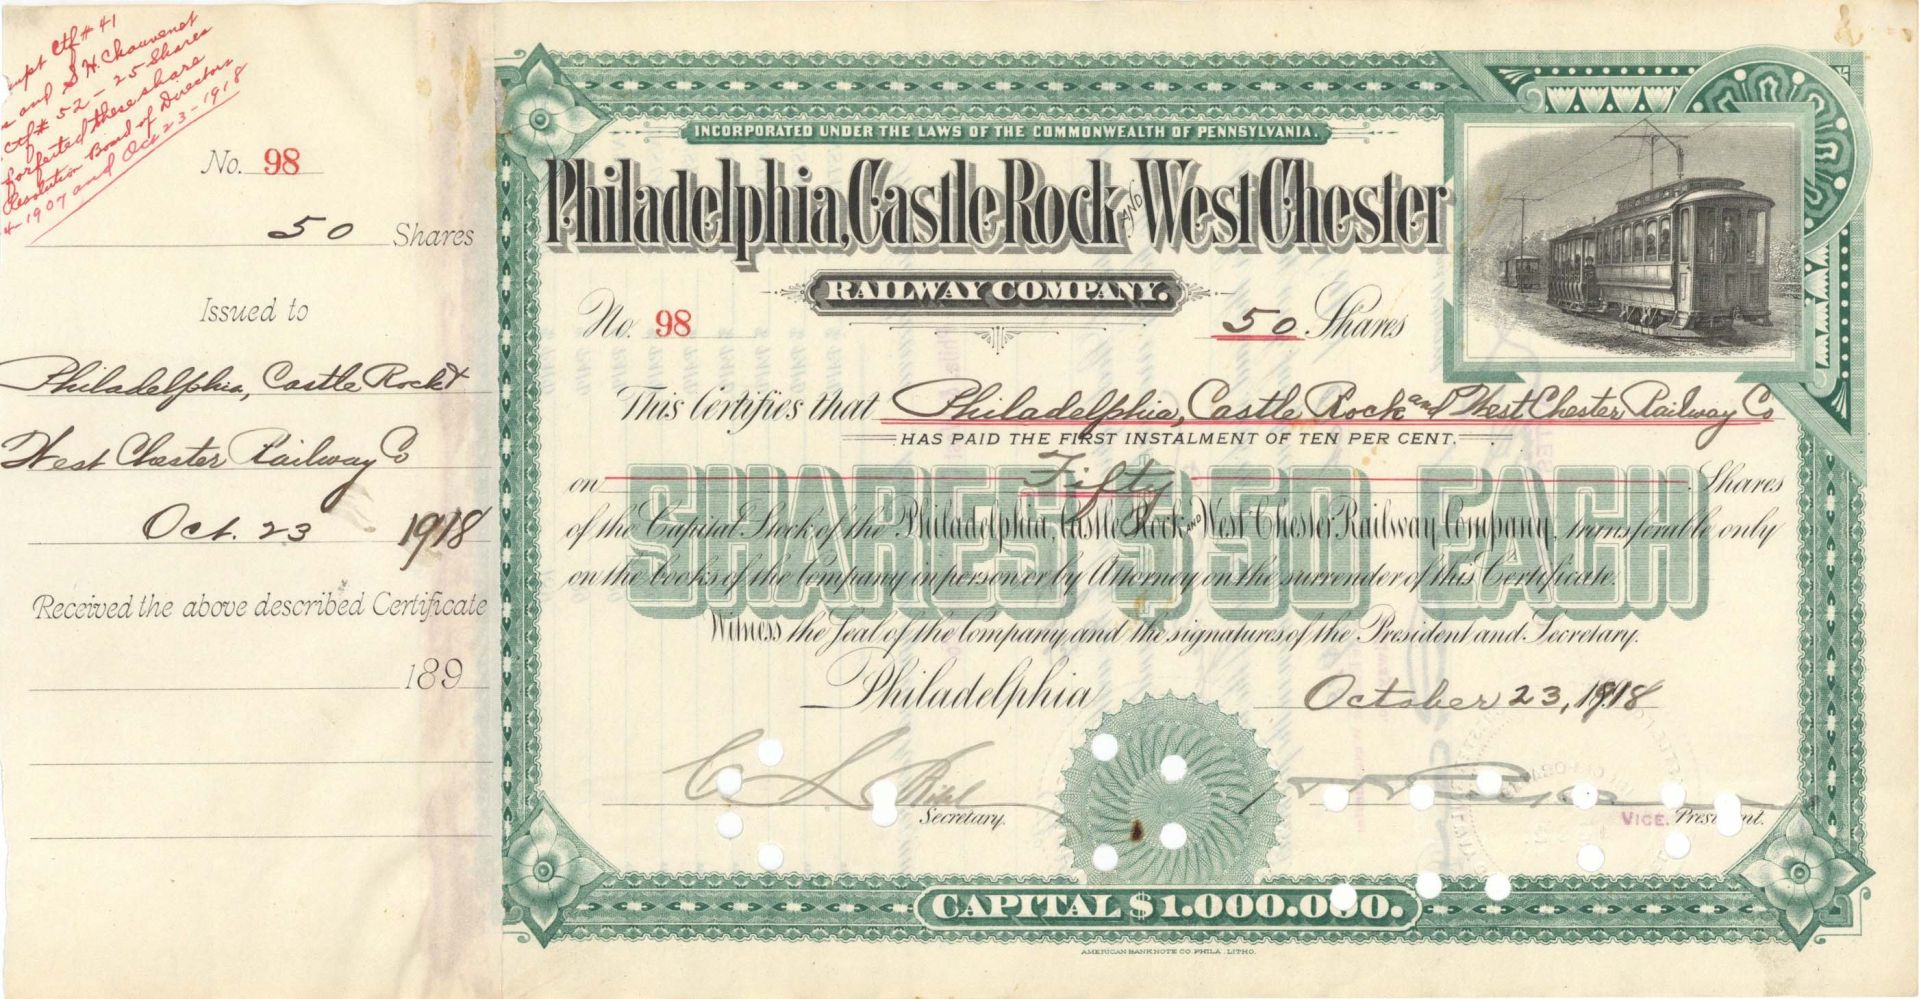 Ctf # 41
and S H Chauvenet
Ctf # 52 - 25 Shares
forfeited these share
Resolution Board of Directors
4-1907 and Oct 23-1918
No. 98
50 Shares
Issued to
Philadelphia, Castle Rock &
West Chester Railway Co
Oct. 23 1918
Received the above described Certificate
189
INCORPORATED UNDER THE LAWS OF THE COMMONWEALTH OF PENNSYLVANIA.
Philadelphia, Castle Rock AND West Chester
RAILWAY COMPANY.
No. 98
50 Shares
This Certifies that Philadelphia, Castle Rock and West Chester Railway Co
HAS PAID THE FIRST INSTALMENT OF TEN PER CENT.
on Fifty Shares
SHARES $50 EACH
of the Capital Stock of the Philadelphia, Castle Rock AND West Chester Railway Company, transferable only
on the books of the Company in person or by Attorney on the surrender of this Certificate.
Witness the Seal of the Company and the signatures of the President and Secretary.
Philadelphia October 23, 1918
C L
Secretary.
VICE. President.
CAPITAL $1.000.000.
AMERICAN BANK NOTE CO. PHILA. LITHO.